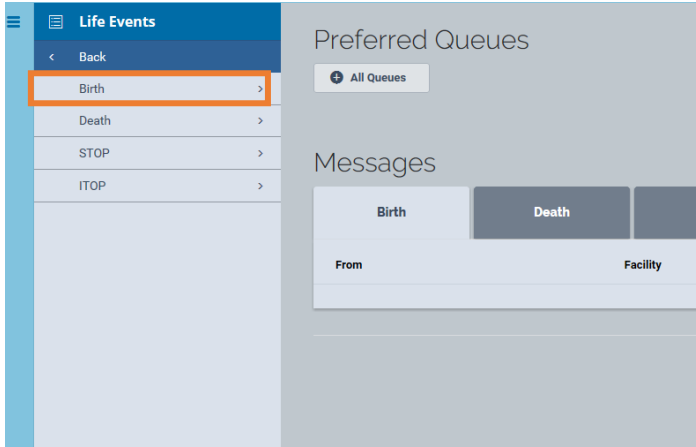 Life Events
Back
Birth
Death
STOP
ITOP
Preferred Queues
All Queues
Messages
Birth Death
From Facility